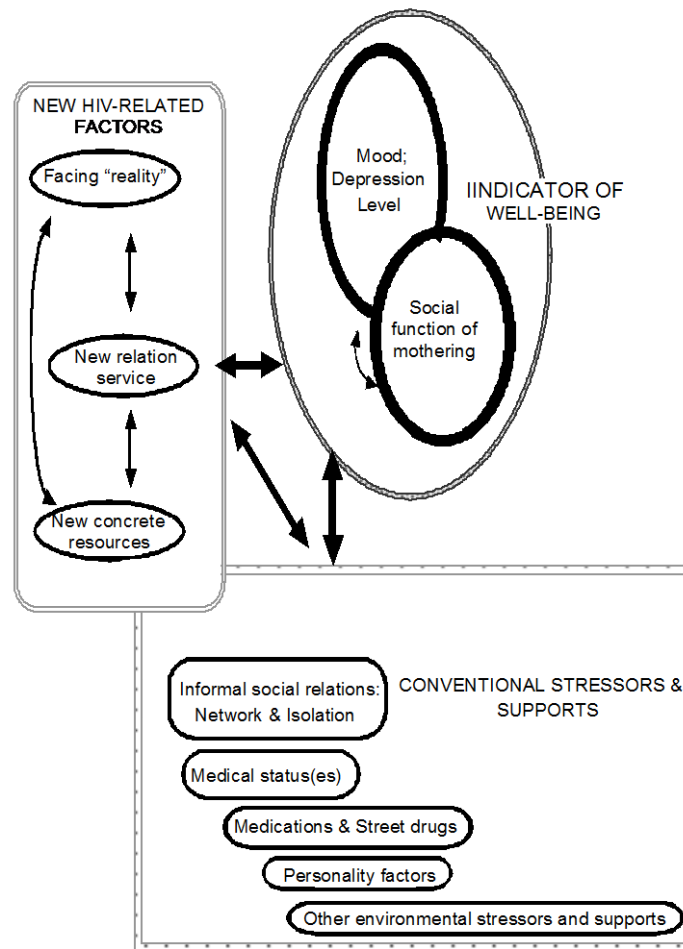 NEW HIV-RELATED
FACTORS
Facing “reality”
New relation
service
New concrete
resources
Mood;
Depression
Level
IINDICATOR OF
WELL-BEING
Social
function of
mothering
Informal social relations:
Network & Isolation
CONVENTIONAL STRESSORS &
SUPPORTS
Medical status(es)
Medications & Street drugs
Personality factors
Other environmental stressors and supports